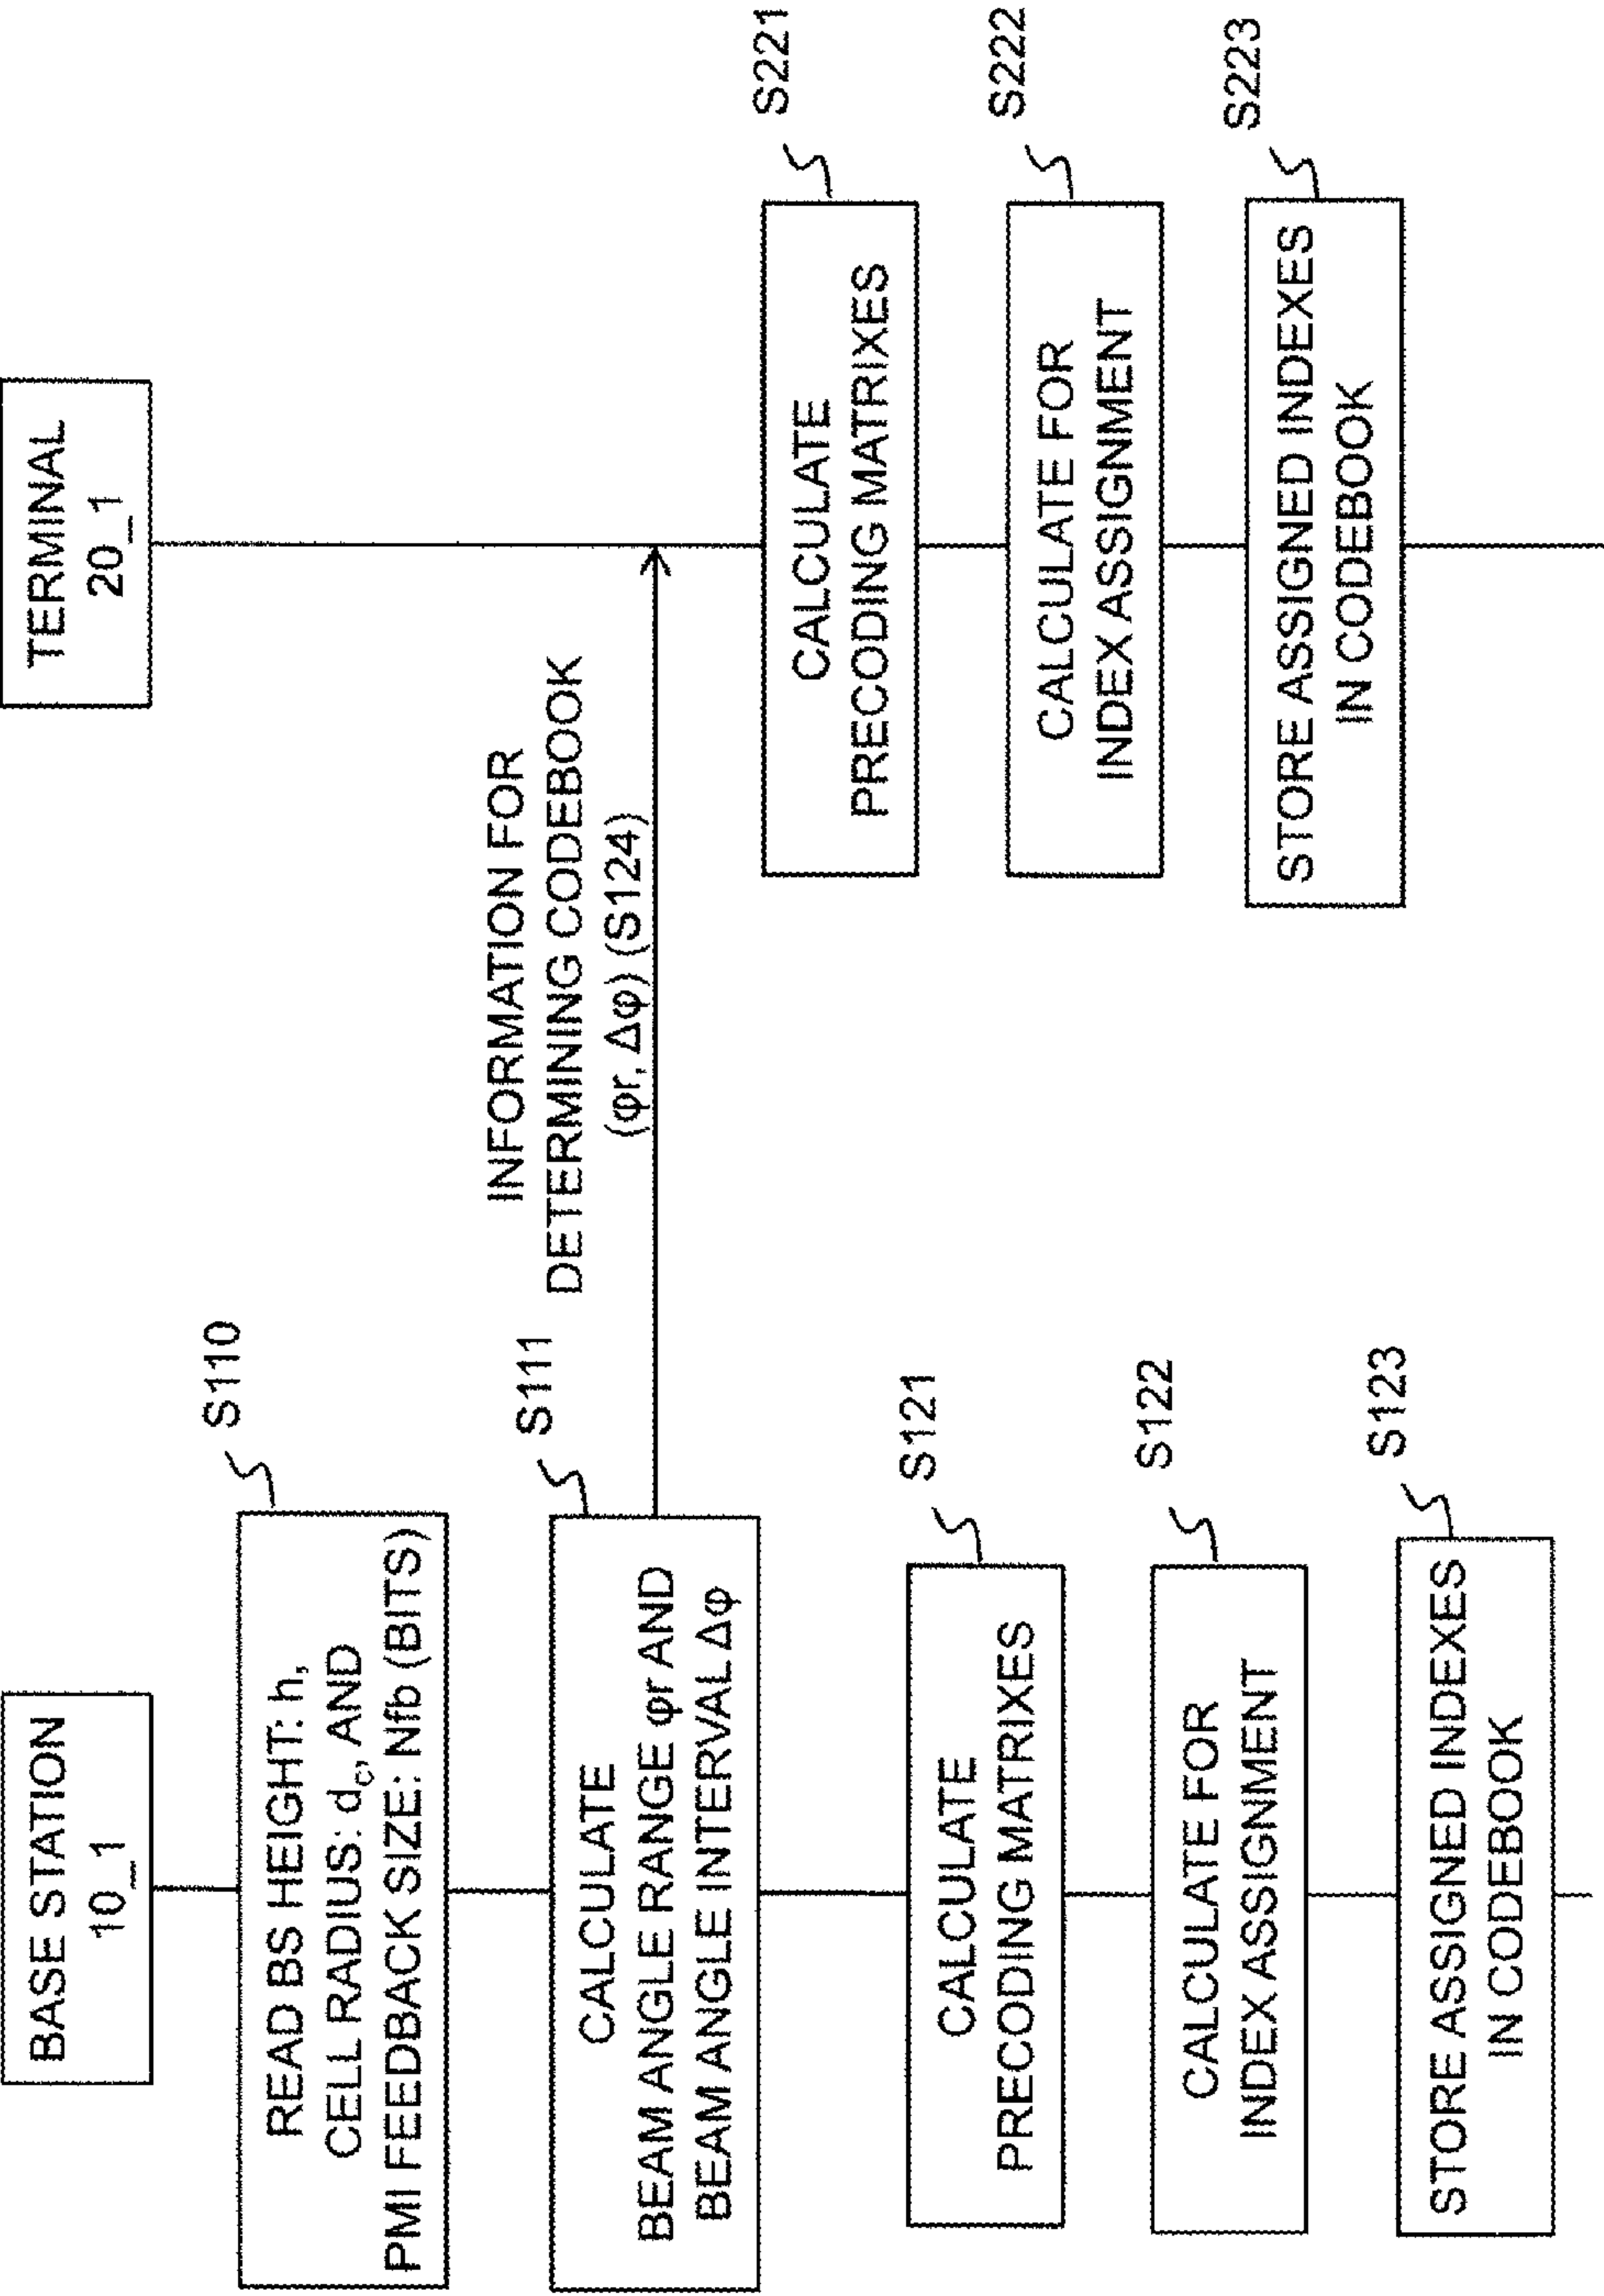 BASE STATION
10_1
TERMINAL
20_1
S110
READ BS HEIGHT: h,
CELL RADIUS: dc, AND
PMI FEEDBACK SIZE: Nfb (BITS)
S111
CALCULATE
BEAM ANGLE RANGE φr AND
BEAM ANGLE INTERVAL Δφ
INFORMATION FOR
DETERMINING CODEBOOK
(φr, Δφ) (S124)
S121
CALCULATE
PRECODING MATRIXES
S122
CALCULATE FOR
INDEX ASSIGNMENT
S123
STORE ASSIGNED INDEXES
IN CODEBOOK
S221
CALCULATE
PRECODING MATRIXES
S222
CALCULATE FOR
INDEX ASSIGNMENT
S223
STORE ASSIGNED INDEXES
IN CODEBOOK